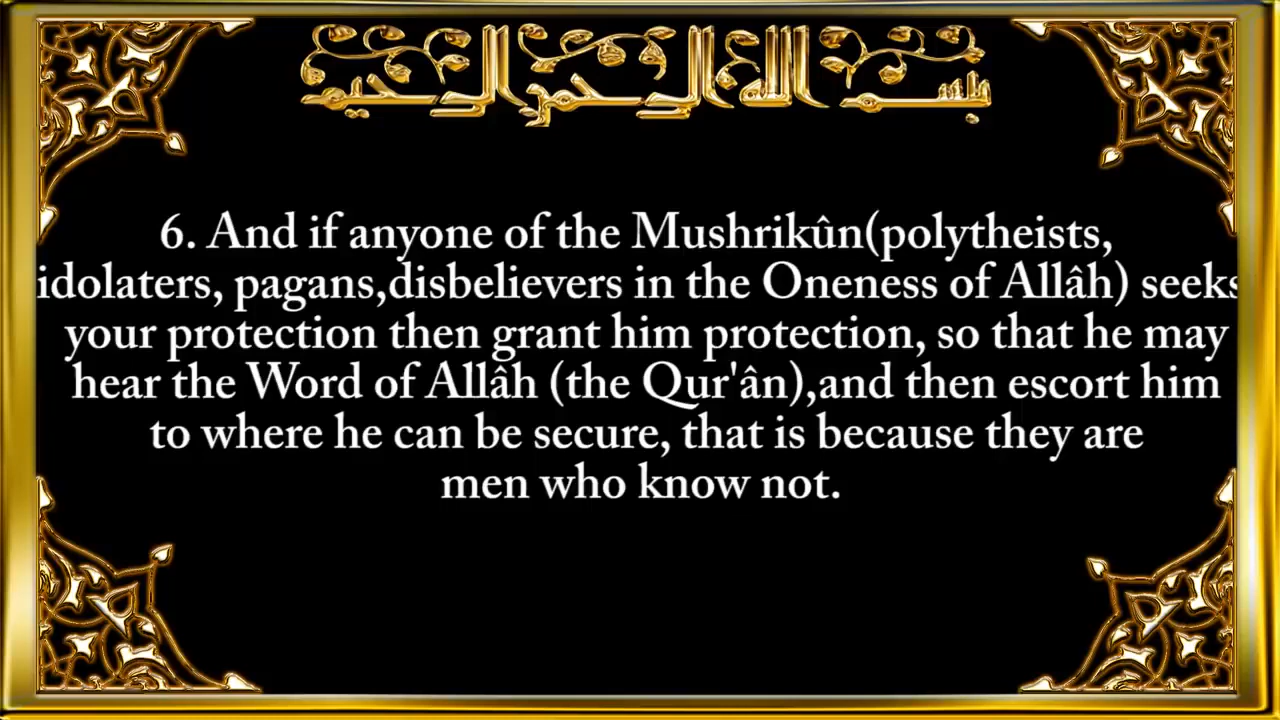 بسم الله الرحمن الرحيم
6. And if anyone of the Mushrikûn(polytheists,
idolaters, pagans,disbelievers in the Oneness of Allâh) seeks
your protection then grant him protection, so that he may
hear the Word of Allâh (the Qur'ân),and then escort him
to where he can be secure, that is because they are
men who know not.